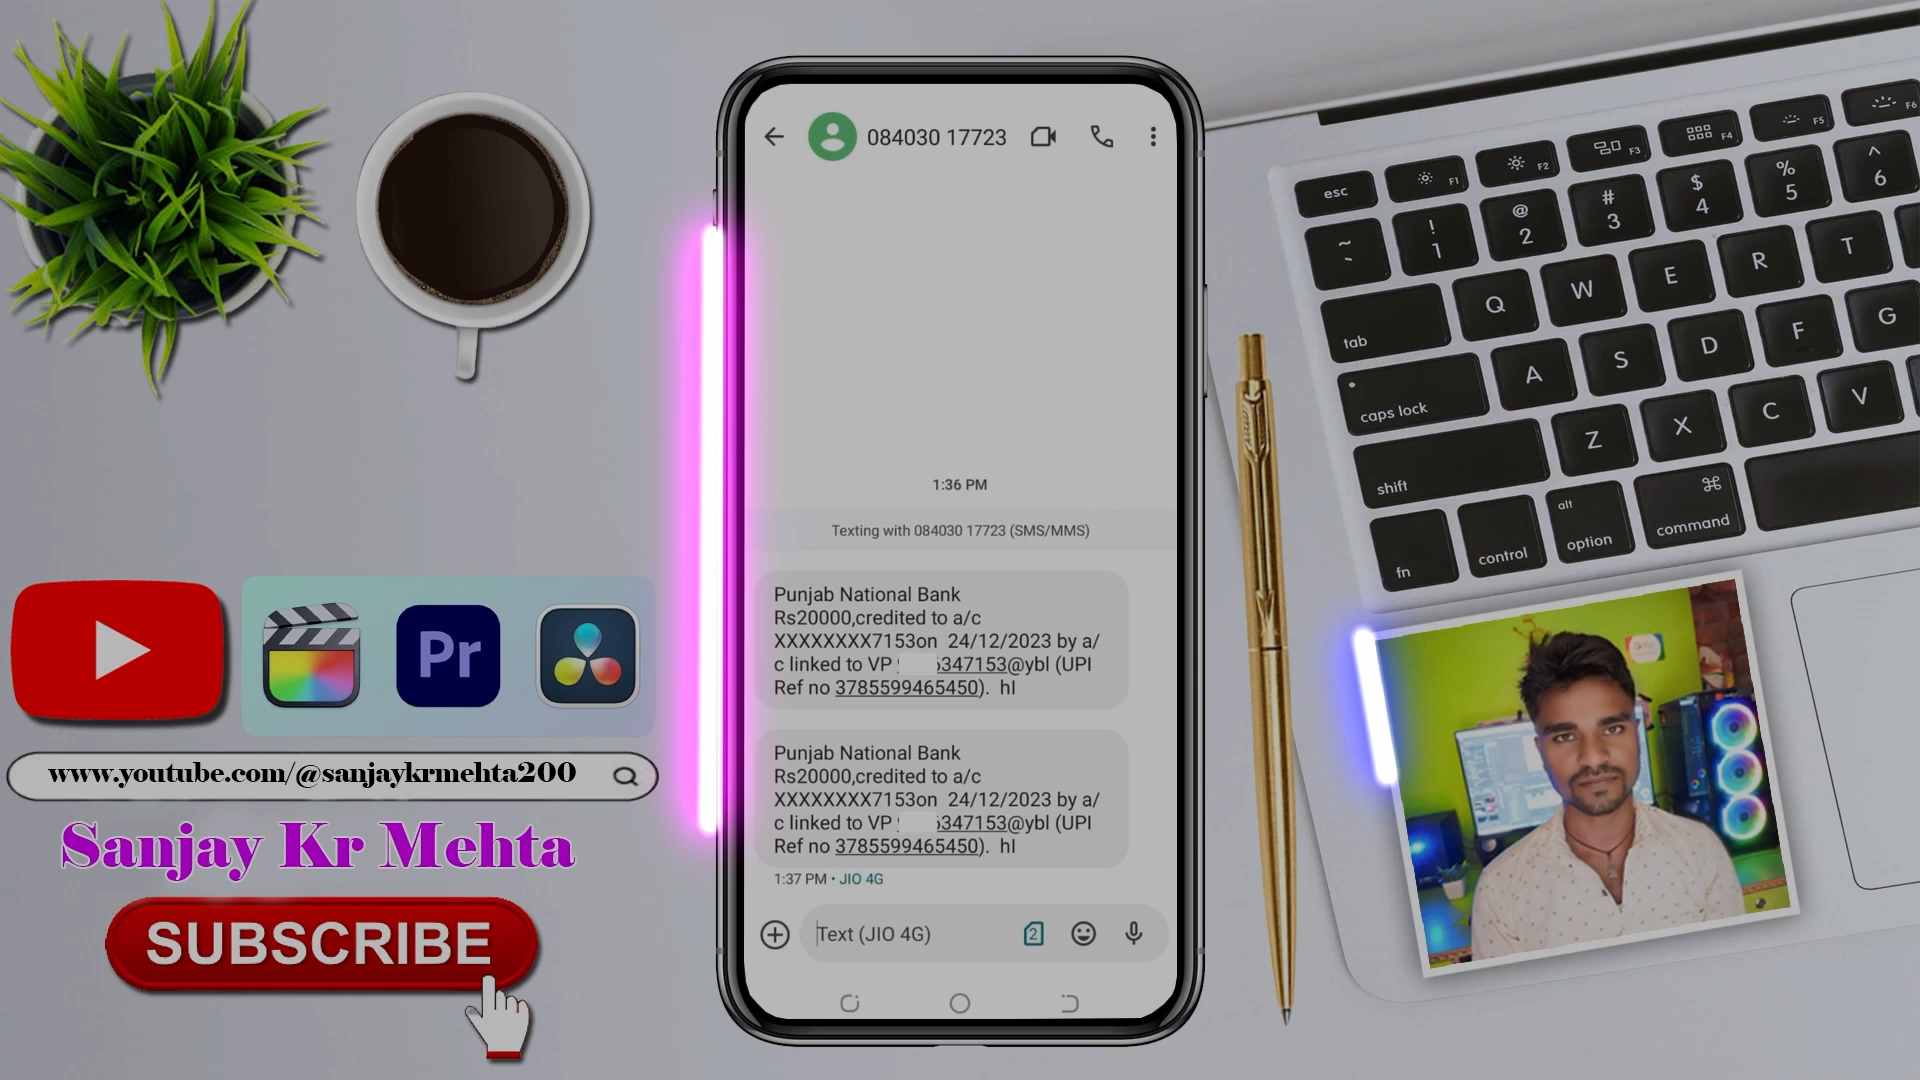 084030 17723
1:36 PM
Texting with 084030 17723 (SMS/MMS)
Punjab National Bank
Rs20000,credited to a/c
XXXXXXXX7153on 24/12/2023 by a/
c linked to VP 6347153@ybl (UPI
Ref no 3785599465450). hI
Punjab National Bank
Rs20000,credited to a/c
XXXXXXXX7153on 24/12/2023 by a/
c linked to VP 6347153@ybl (UPI
Ref no 3785599465450). hI
1:37 PM • JIO 4G
Text (JIO 4G)
2
Pr
www.youtube.com/@sanjaykrmehta200
Sanjay Kr Mehta
SUBSCRIBE
esc F1 F2 F3 F4 F5 F6
~ ` ! 1 @ 2 # 3 $ 4 % 5 ^ 6
tab Q W E R T
caps lock A S D F G
shift Z X C V
fn control alt option ⌘ command